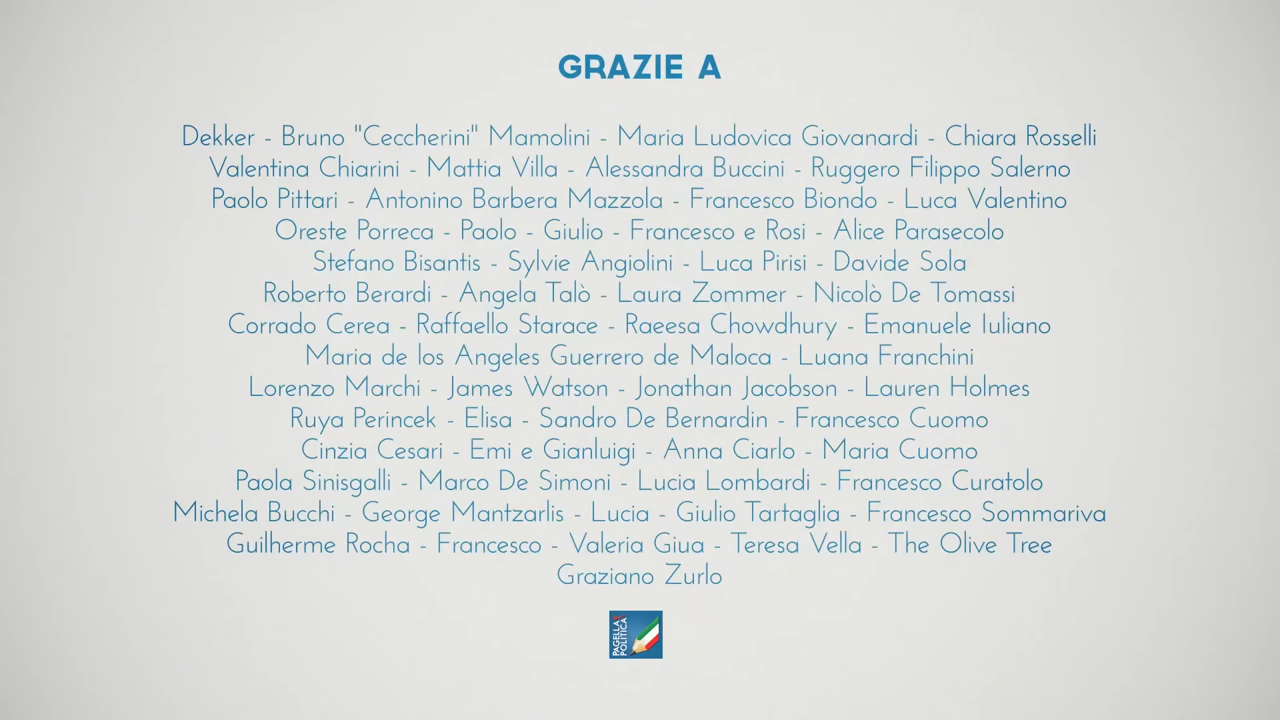 GRAZIE A
Dekker - Bruno "Ceccherini" Mamolini - Maria Ludovica Giovanardi - Chiara Rosselli
Valentina Chiarini - Mattia Villa - Alessandra Buccini - Ruggero Filippo Salerno
Paolo Pittari - Antonino Barbera Mazzola - Francesco Biondo - Luca Valentino
Oreste Porreca - Paolo - Giulio - Francesco e Rosi - Alice Parasecolo
Stefano Bisantis - Sylvie Angiolini - Luca Pirisi - Davide Sola
Roberto Berardi - Angela Talò - Laura Zommer - Nicolò De Tomassi
Corrado Cerea - Raffaello Starace - Raeesa Chowdhury - Emanuele Iuliano
Maria de los Angeles Guerrero de Maloca - Luana Franchini
Lorenzo Marchi - James Watson - Jonathan Jacobson - Lauren Holmes
Ruya Perincek - Elisa - Sandro De Bernardin - Francesco Cuomo
Cinzia Cesari - Emi e Gianluigi - Anna Ciarlo - Maria Cuomo
Paola Sinisgalli - Marco De Simoni - Lucia Lombardi - Francesco Curatolo
Michela Bucchi - George Mantzarlis - Lucia - Giulio Tartaglia - Francesco Sommariva
Guilherme Rocha - Francesco - Valeria Giua - Teresa Vella - The Olive Tree
Graziano Zurlo
PAGELLA
POLITICA